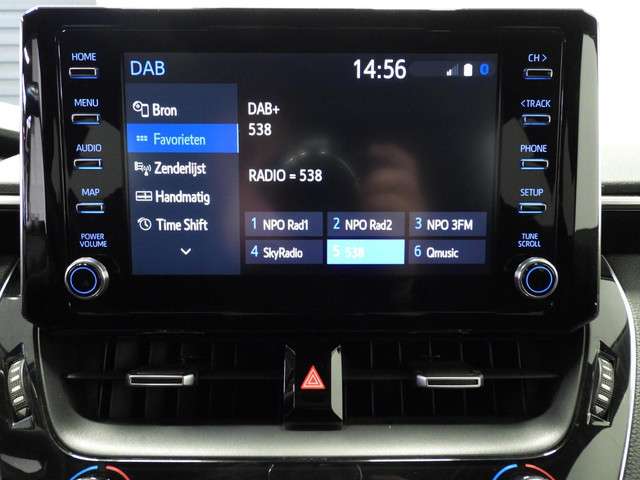 HOME
MENU
AUDIO
MAP
POWER
VOLUME
DAB
14:56
Bron
Favorieten
Zenderlijst
Handmatig
Time Shift
DAB+
538
RADIO = 538
1 NPO Rad1
2 NPO Rad2
3 NPO 3FM
4 SkyRadio
5 538
6 Qmusic
CH >
< TRACK
PHONE
SETUP
TUNE
SCROLL